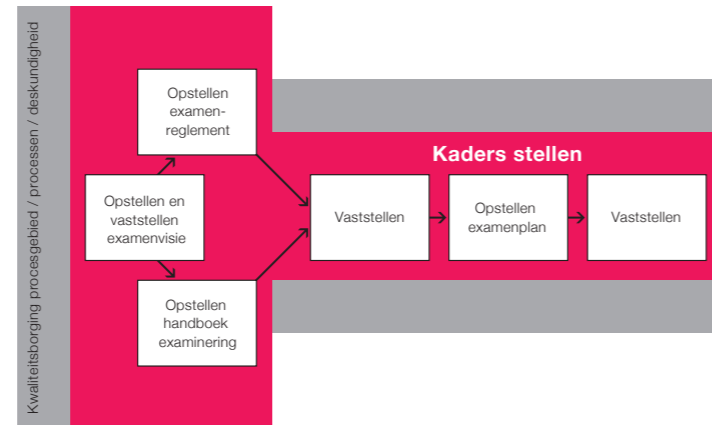 Kwaliteitsborging procesgebied / processen / deskundigheid
Opstellen
examen-
reglement
Kaders stellen
Opstellen en
vaststellen
examenvisie
Vaststellen
Opstellen
examenplan
Vaststellen
Opstellen
handboek
examinering